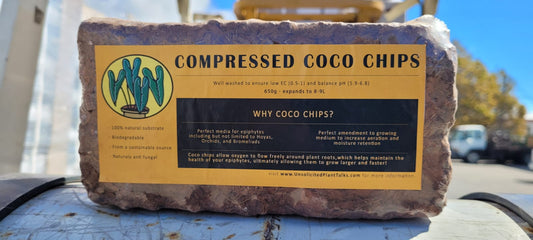 COMPRESSED COCO CHIPS
Well washed to ensure low EC (0.5-1) and balance pH (5.9-6.8)
650g - expands to 8-9L
WHY COCO CHIPS?
100% natural substrate
Biodegradable
From a sustainable source
Naturally anti fungal
Perfect media for epiphytes
including but not limited to Hoyas,
Orchids, and Bromeliads
Perfect amendment to growing
medium to increase aeration and
moisture retention
Coco chips allow oxygen to flow freely around plant roots,which helps maintain the
health of your epiphytes, ultimately allowing them to grow larger and faster!
visit www.UnsolicitedPlantTalks.com for more information